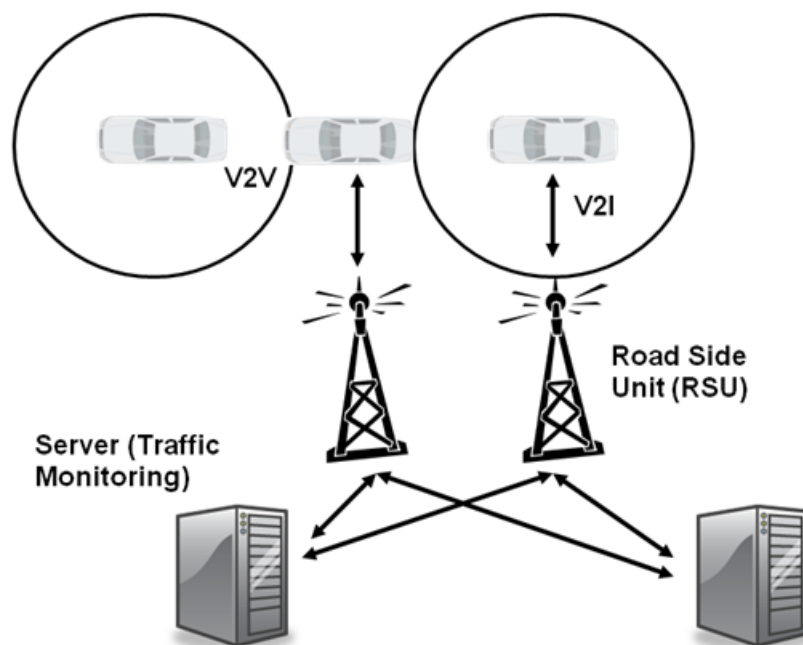 V2V
V2I
Road Side
Unit (RSU)
Server (Traffic
Monitoring)